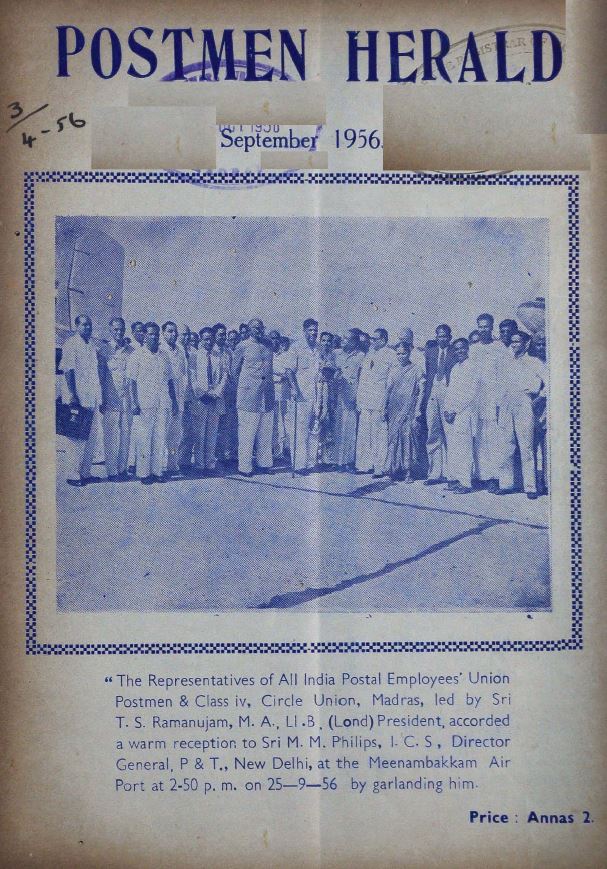 POSTMEN HERALD
3/4-56
September 1956.
"The Representatives of All India Postal Employees' Union
Postmen & Class iv, Circle Union, Madras, led by Sri
T. S. Ramanujam, M. A., Ll .B , (Lond) President, accorded
a warm reception to Sri M. M. Philips, I. C. S , Director
General, P & T., New Delhi, at the Meenambakkam Air
Port at 2-50 p. m. on 25—9—56 by garlanding him.
Price : Annas 2.